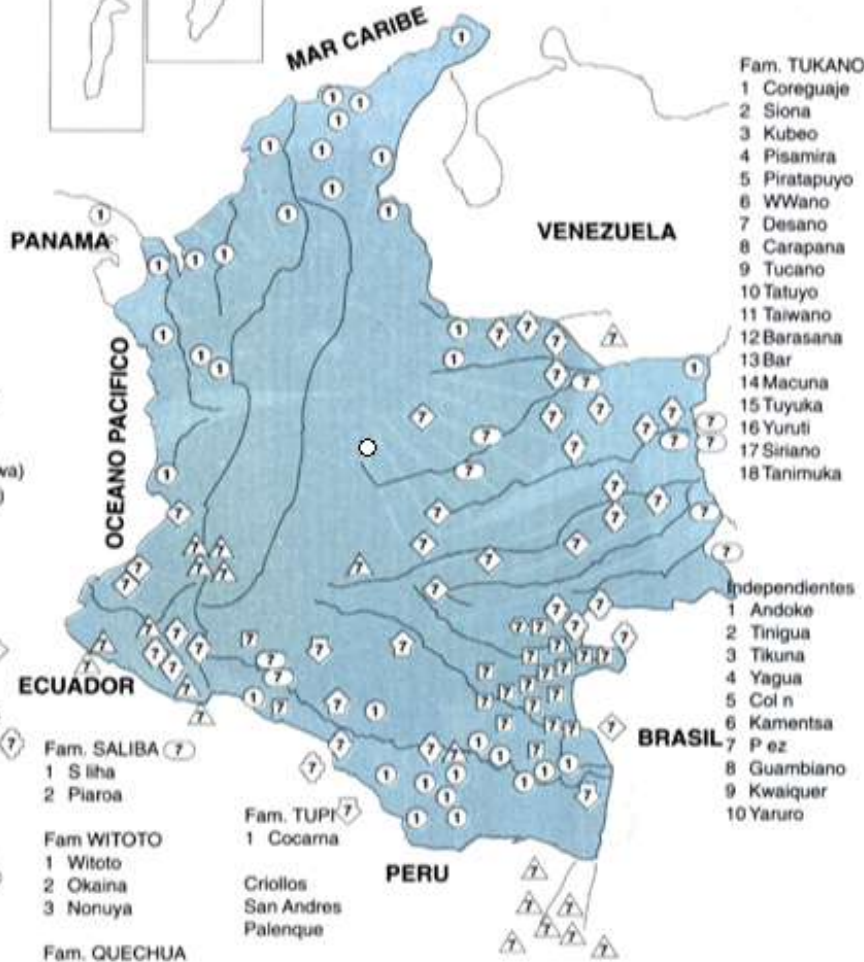 MAR CARIBE
PANAMA
VENEZUELA
OCEANO PACIFICO
wa)
)
ECUADOR
BRASIL
PERU
Fam. TUKANO
1 Coreguaje
2 Siona
3 Kubeo
4 Pisamira
5 Piratapuyo
6 WWano
7 Desano
8 Carapana
9 Tucano
10 Tatuyo
11 Taiwano
12 Barasana
13 Bar
14 Macuna
15 Tuyuka
16 Yuruti
17 Siriano
18 Tanimuka
Independientes
1 Andoke
2 Tinigua
3 Tikuna
4 Yagua
5 Col n
6 Kamentsa
7 P ez
8 Guambiano
9 Kwaiquer
10 Yaruro
Fam. SALIBA ?
1 S liha
2 Piaroa
Fam WITOTO
1 Witoto
2 Okaina
3 Nonuya
Fam. QUECHUA
Fam. TUPI ?
1 Cocama
Criollos
San Andres
Palenque